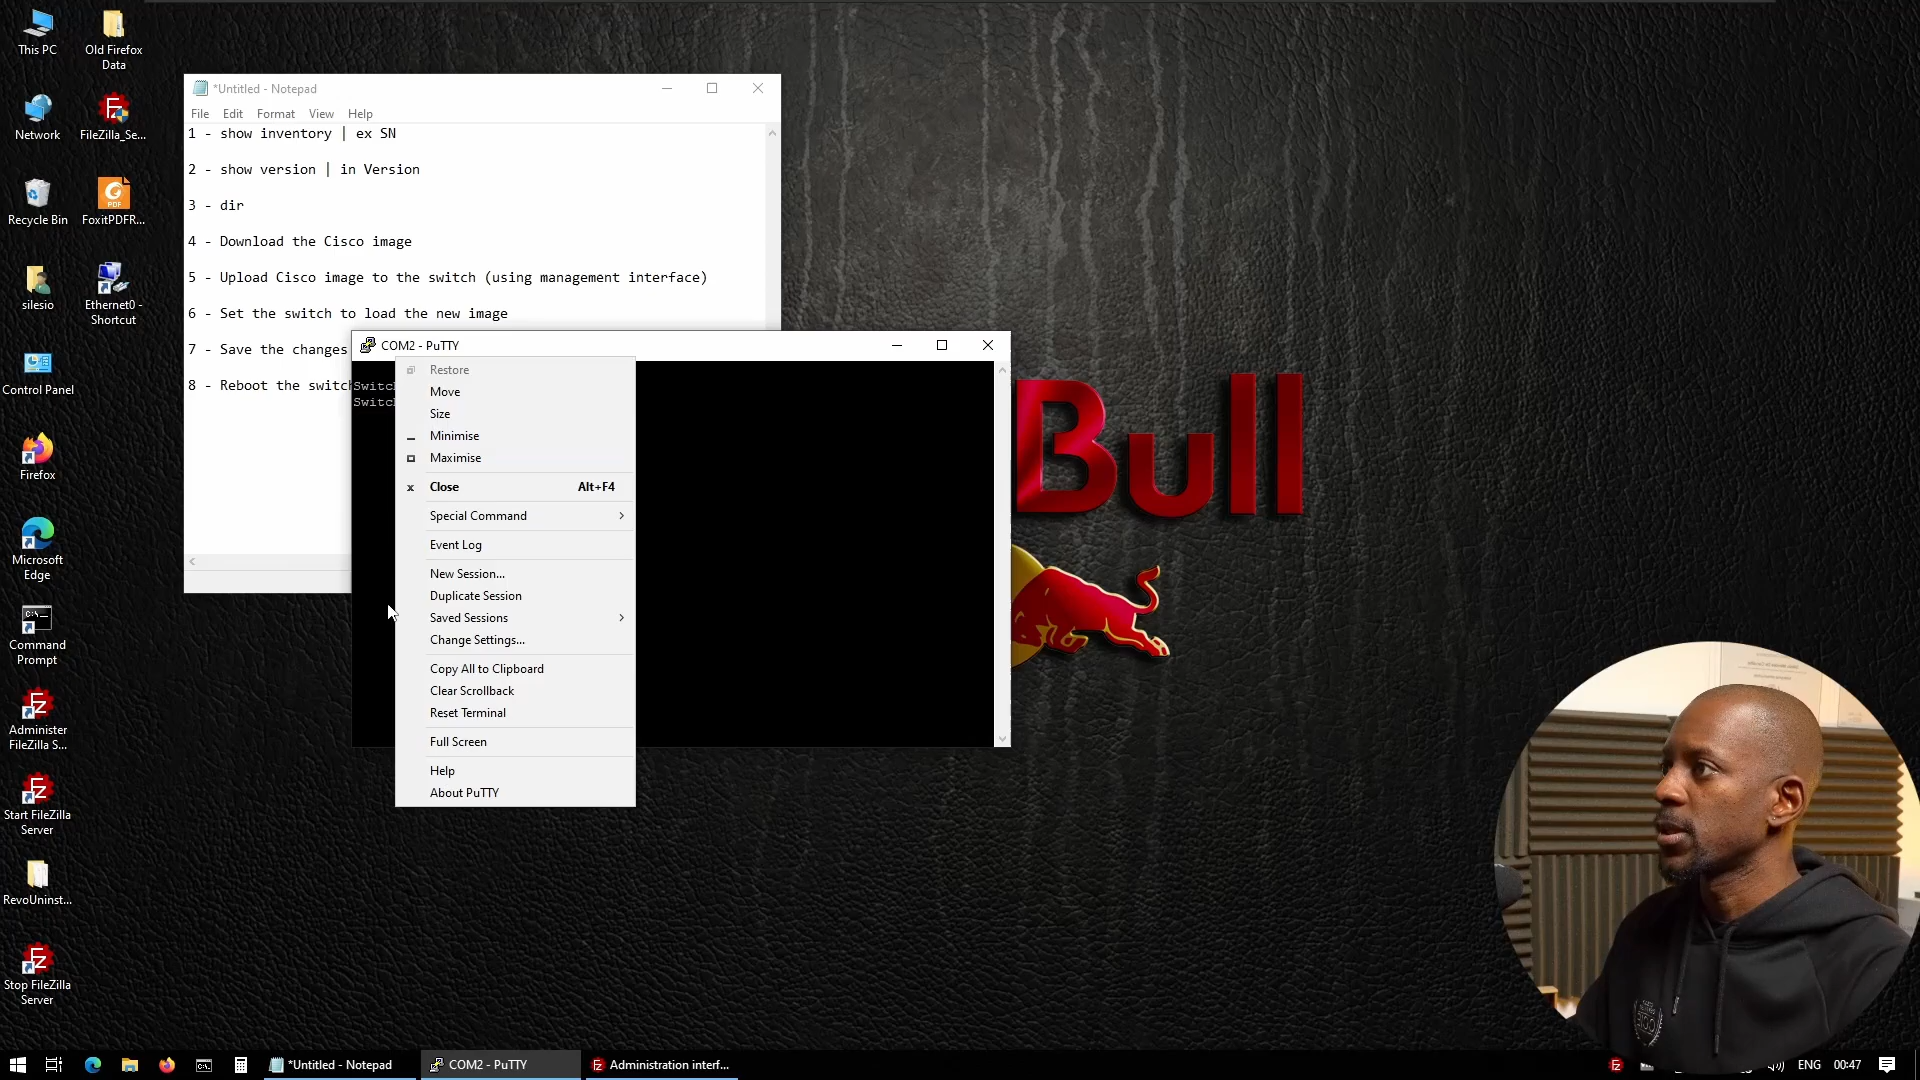 This PC
Old Firefox
Data
Network
FileZilla_Se...
Recycle Bin
FoxitPDFR...
silesio
Ethernet0 -
Shortcut
Control Panel
Firefox
Microsoft
Edge
Command
Prompt
Administer
FileZilla S...
Start FileZilla
Server
RevoUninst...
Stop FileZilla
Server
*Untitled - Notepad
File Edit Format View Help
1 - show inventory | ex SN
2 - show version | in Version
3 - dir
4 - Download the Cisco image
5 - Upload Cisco image to the switch (using management interface)
6 - Set the switch to load the new image
7 - Save the changes
8 - Reboot the switch
COM2 - PuTTY
Switc
Switc
Restore
Move
Size
Minimise
Maximise
Close Alt+F4
Special Command
Event Log
New Session...
Duplicate Session
Saved Sessions
Change Settings...
Copy All to Clipboard
Clear Scrollback
Reset Terminal
Full Screen
Help
About PuTTY
Bull
*Untitled - Notepad
COM2 - PuTTY
Administration interf...
ENG
00:47